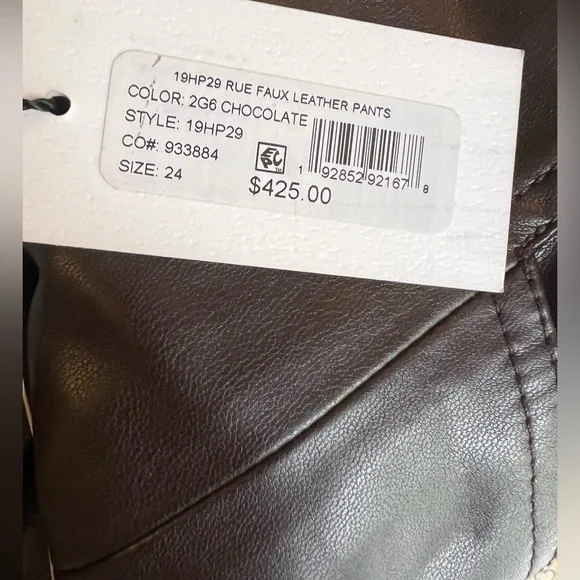 19HP29 RUE FAUX LEATHER PANTS
COLOR: 2G6 CHOCOLATE
STYLE: 19HP29
CO#: 933884
SIZE: 24
$425.00
1 92852 92167 8